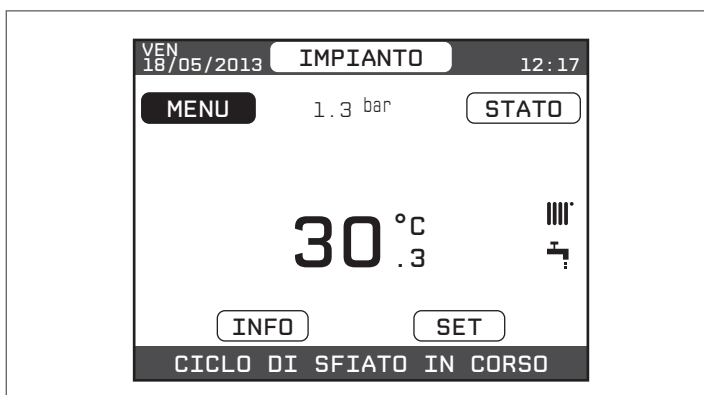 VEN
18/05/2013 IMPIANTO 12:17
MENU 1.3 bar STATO
30.3 °C
INFO SET
CICLO DI SFIATO IN CORSO